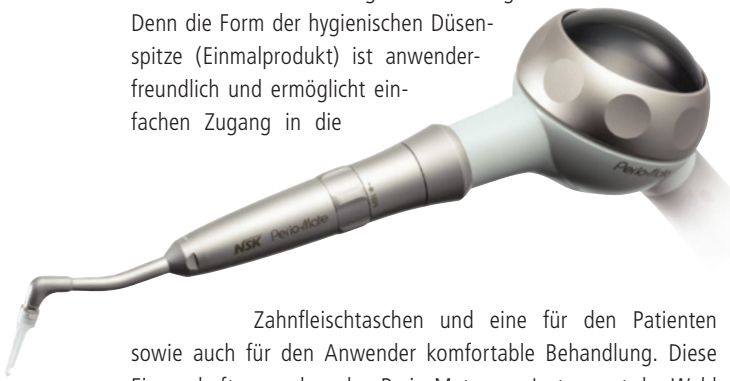 Denn die Form der hygienischen Düsen-
spitze (Einmalprodukt) ist anwender-
freundlich und ermöglicht ein-
fachen Zugang in die
Perio-Mate
NSK Perio-Mate
Zahnfleischtaschen und eine für den Patienten
sowie auch für den Anwender komfortable Behandlung. Diese